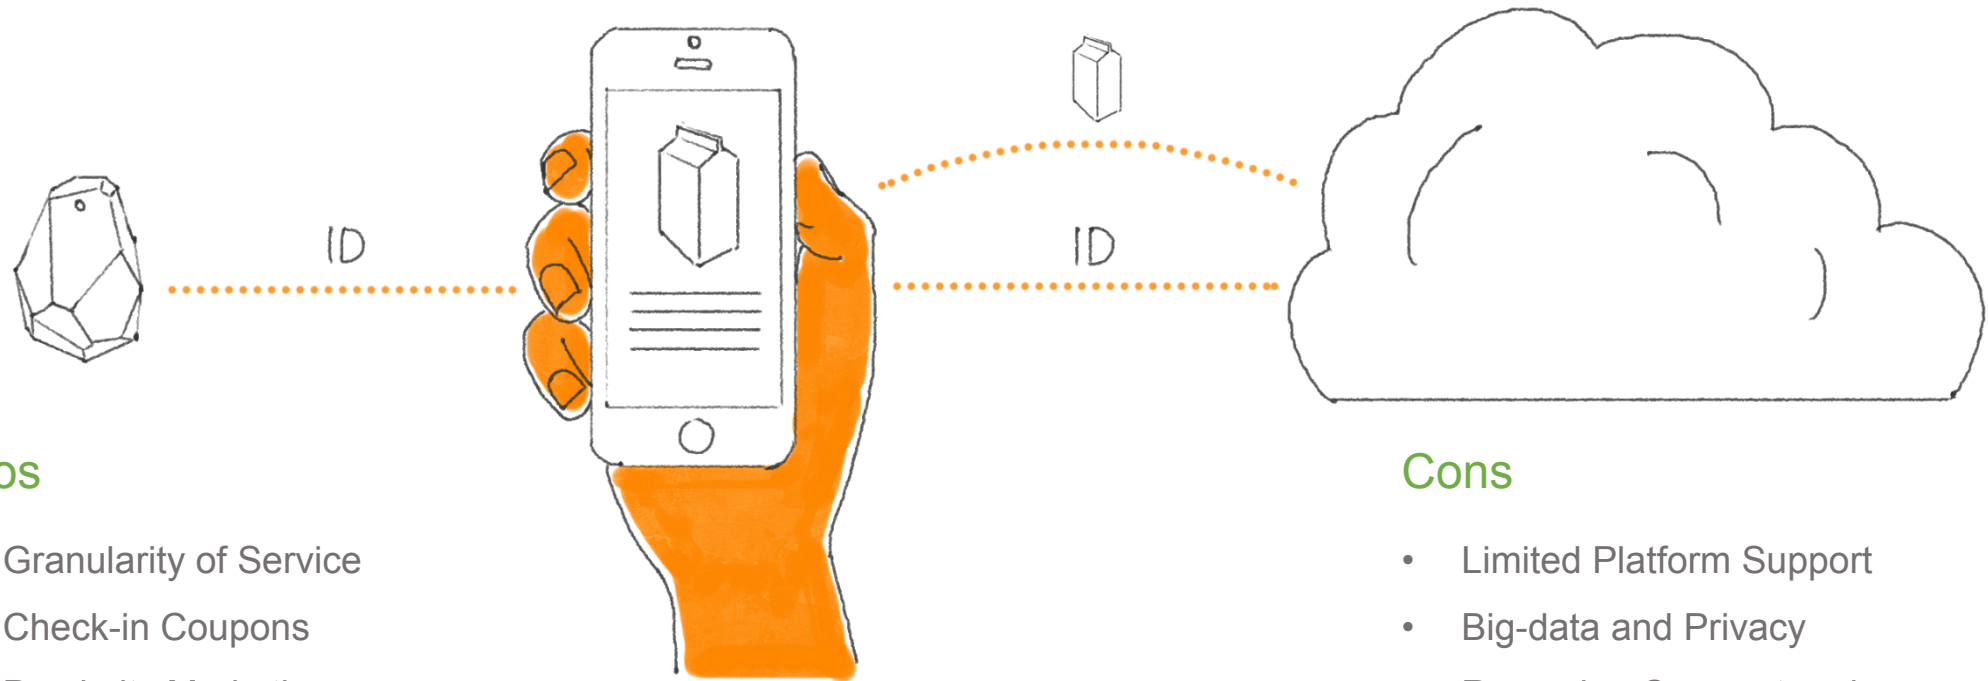 ID
ID
os
Granularity of Service
Check-in Coupons
Cons
• Limited Platform Support
• Big-data and Privacy